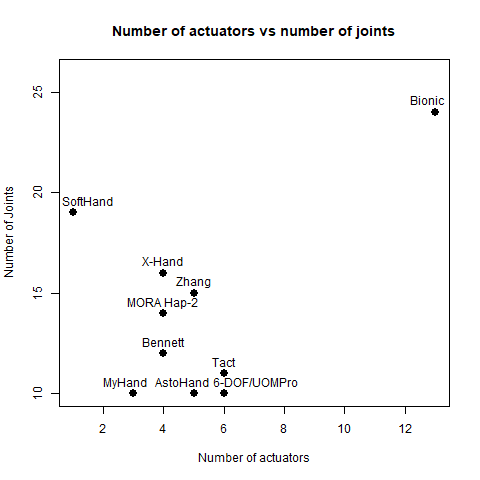 Number of actuators vs number of joints
Number of Joints
25
20
15
10
Bionic
SoftHand
X-Hand
Zhang
MORA Hap-2
Bennett
Tact
MyHand
AstoHand
6-DOF/UOMPro
2
4
6
8
10
12
Number of actuators